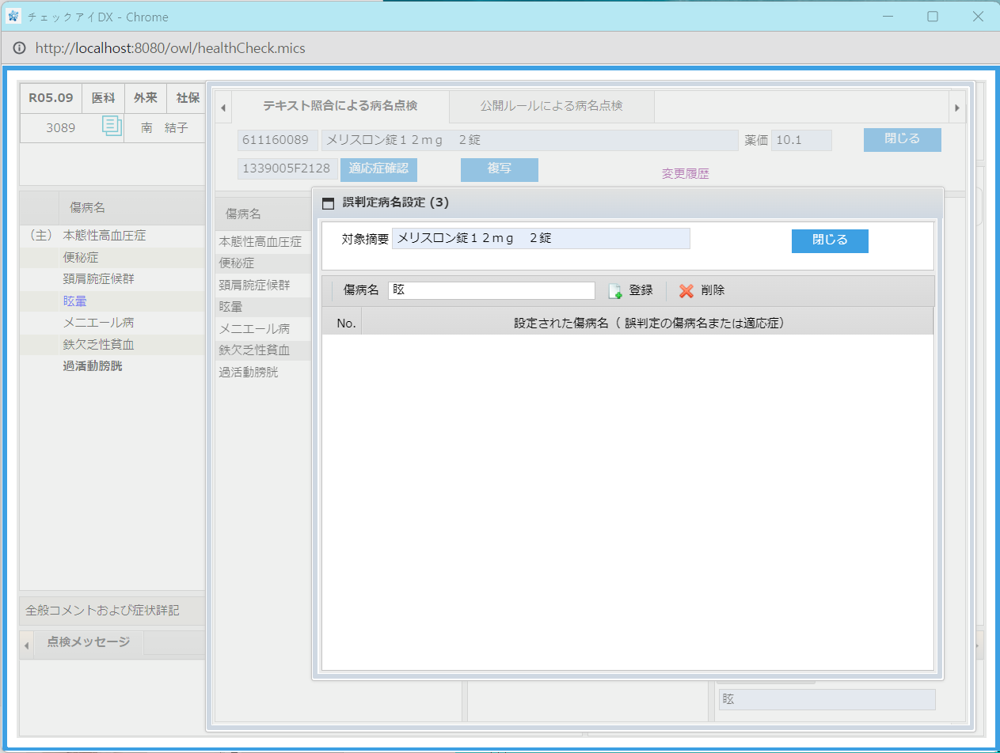 チェックアイDX - Chrome
http://localhost:8080/owl/healthCheck.mics
R05.09 医科 外来 社保
3089 南 結子
傷病名
（主） 本態性高血圧症
便秘症
頚肩腕症候群
眩暈
メニエール病
鉄欠乏性貧血
過活動膀胱
全般コメントおよび症状詳記
点検メッセージ
テキスト照合による病名点検 公開ルールによる病名点検
611160089 メリスロン錠１２ｍｇ　２錠 薬価 10.1 閉じる
1339005F2128 適応症確認 複写 変更履歴
傷病名
本態性高血圧症
便秘症
頚肩腕症候群
眩暈
メニエール病
鉄欠乏性貧血
過活動膀胱
誤判定病名設定 (3)
対象摘要 メリスロン錠１２ｍｇ　２錠 閉じる
傷病名 眩 登録 削除
No. 設定された傷病名（ 誤判定の傷病名または適応症）
眩